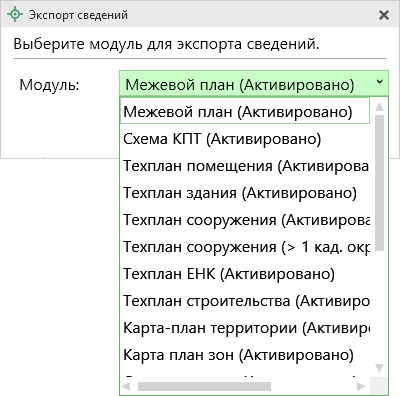 Экспорт сведений
Выберите модуль для экспорта сведений.
Модуль: Межевой план (Активировано)
Межевой план (Активировано)
Схема КПТ (Активировано)
Техплан помещения (Активирова
Техплан здания (Активировано)
Техплан сооружения (Активирова
Техплан сооружения (> 1 кад. окр
Техплан ЕНК (Активировано)
Техплан строительства (Активиро
Карта-план территории (Активир
Карта план зон (Активировано)